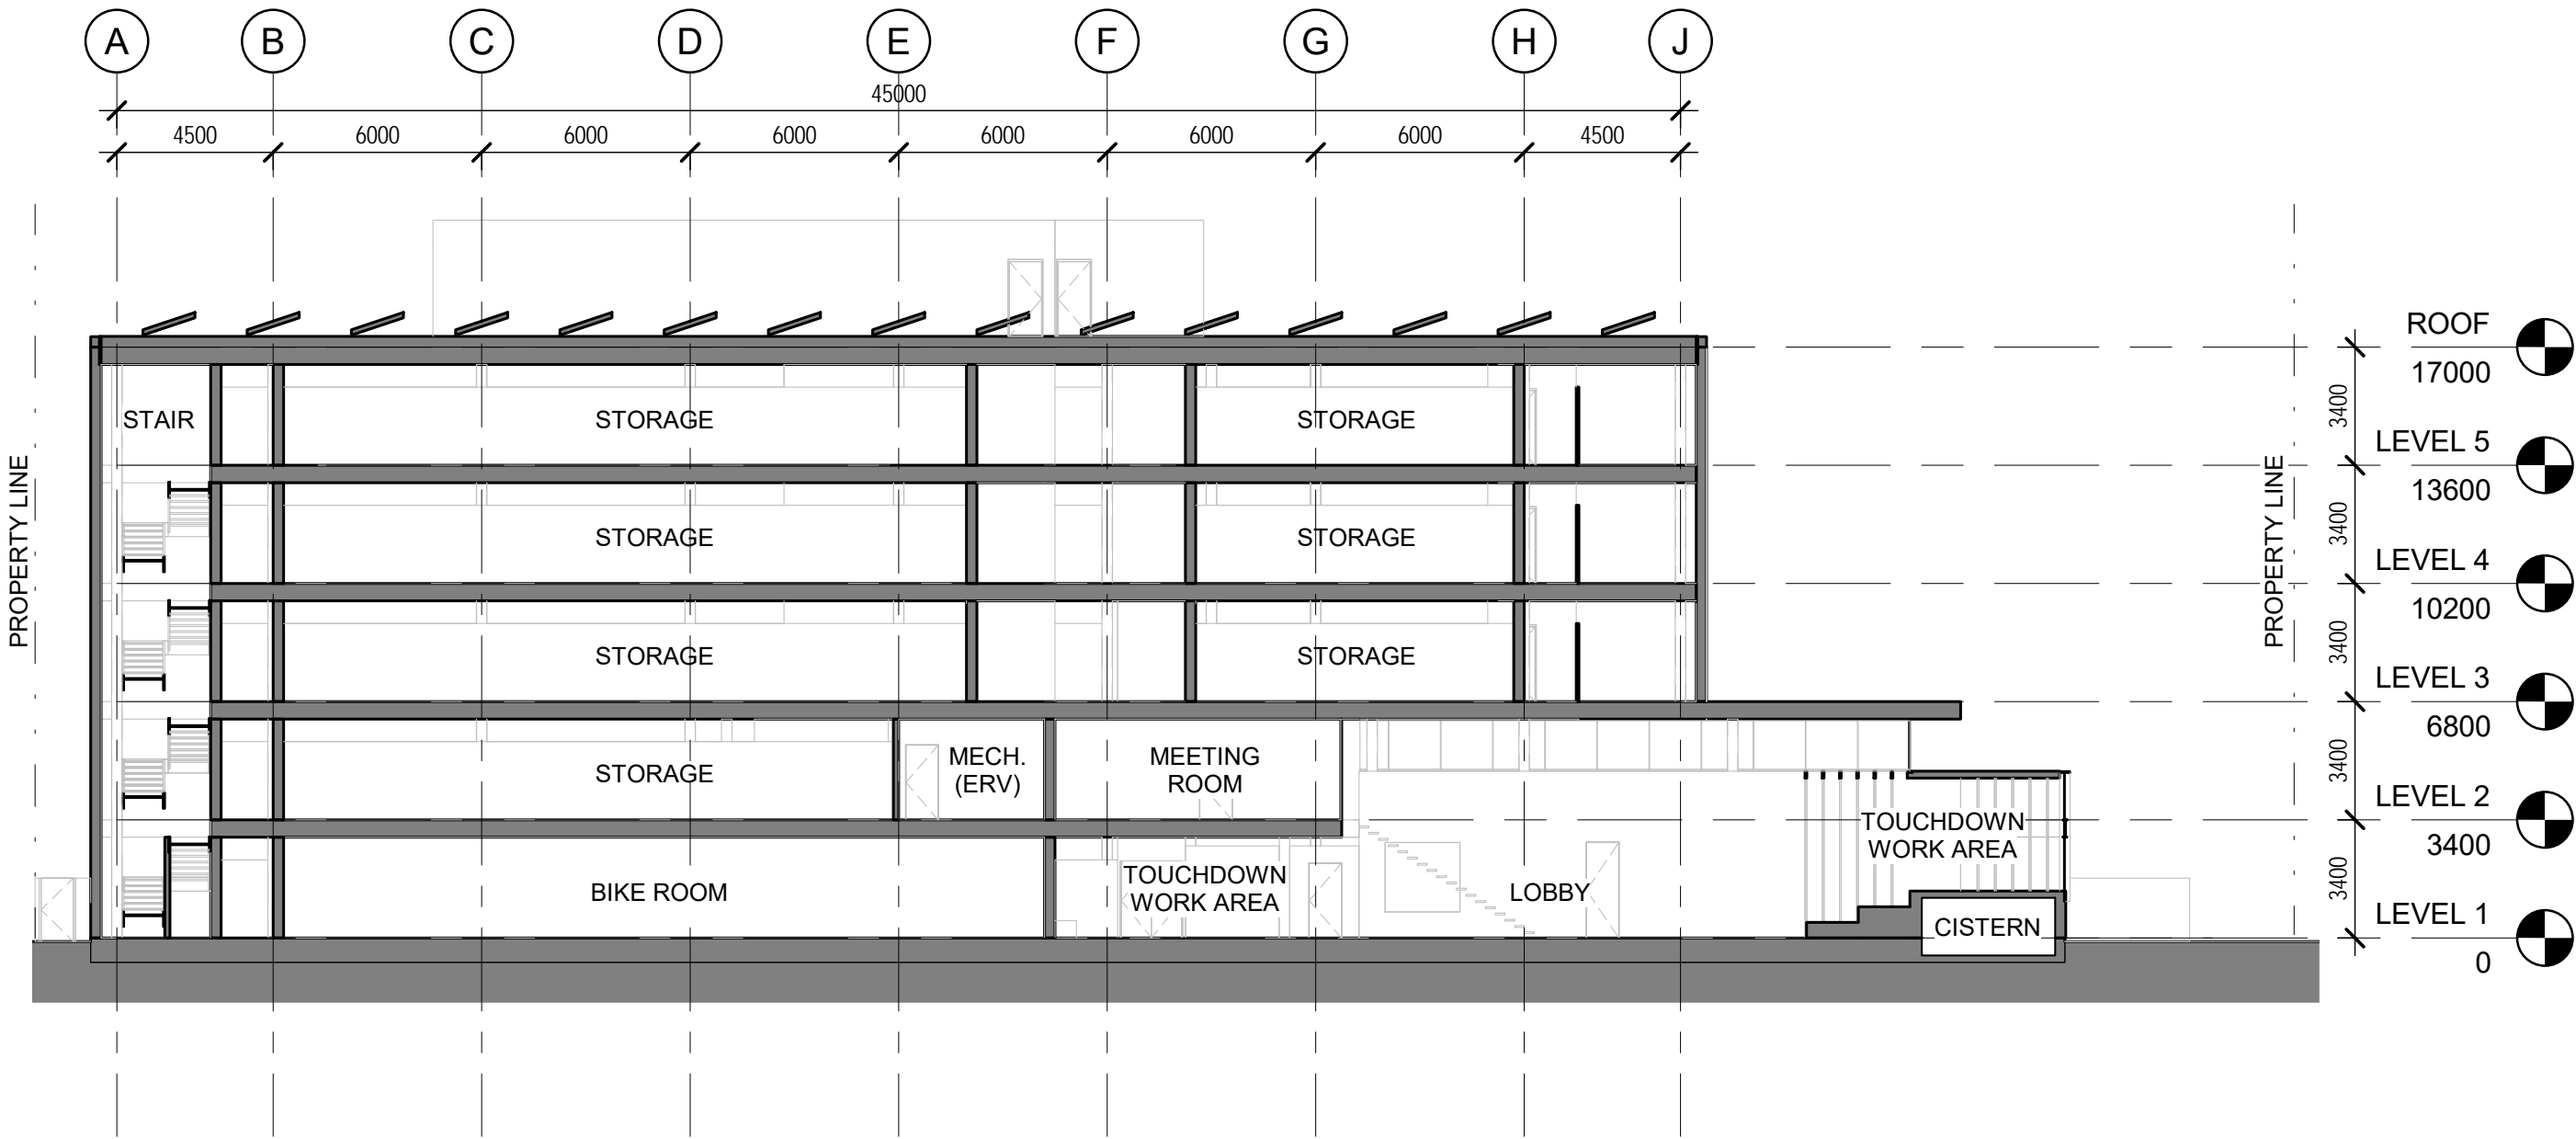 A B C D E F G H J
45000
4500 6000 6000 6000 6000 6000 6000 4500
ROOF
17000
3400
STAIR STORAGE STORAGE
LEVEL 5
13600
PROPERTY LINE
PROPERTY LINE
3400
STORAGE STORAGE
LEVEL 4
10200
3400
STORAGE STORAGE
LEVEL 3
6800
3400
STORAGE
MECH.
(ERV)
MEETING
ROOM
LEVEL 2
3400
TOUCHDOWN
WORK AREA
3400
BIKE ROOM
TOUCHDOWN
WORK AREA
LOBBY
CISTERN
LEVEL 1
0